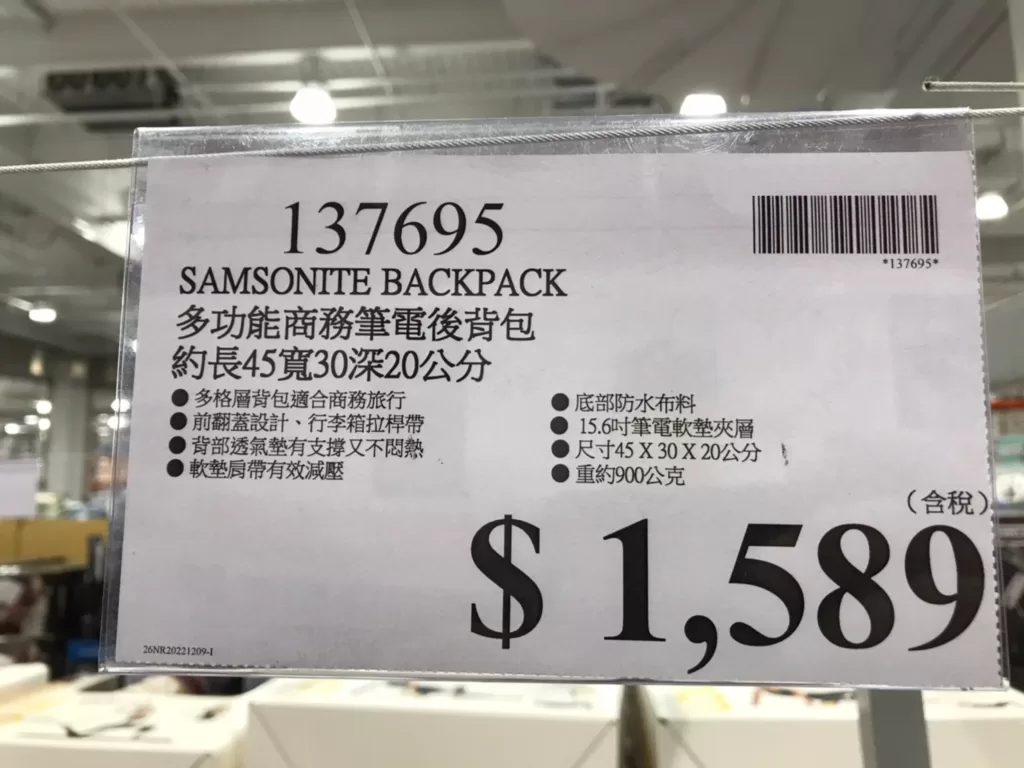 137695
*137695*
SAMSONITE BACKPACK
多功能商務筆電後背包
約長45寬30深20公分
●多格層背包適合商務旅行
●前翻蓋設計、行李箱拉桿帶
●背部透氣墊有支撐又不悶熱
●軟墊肩帶有效減壓
●底部防水布料
●15.6吋筆電軟墊夾層
●尺寸45 X 30 X 20公分
●重約900公克
（含稅）
$ 1,589
26NR20221209-1